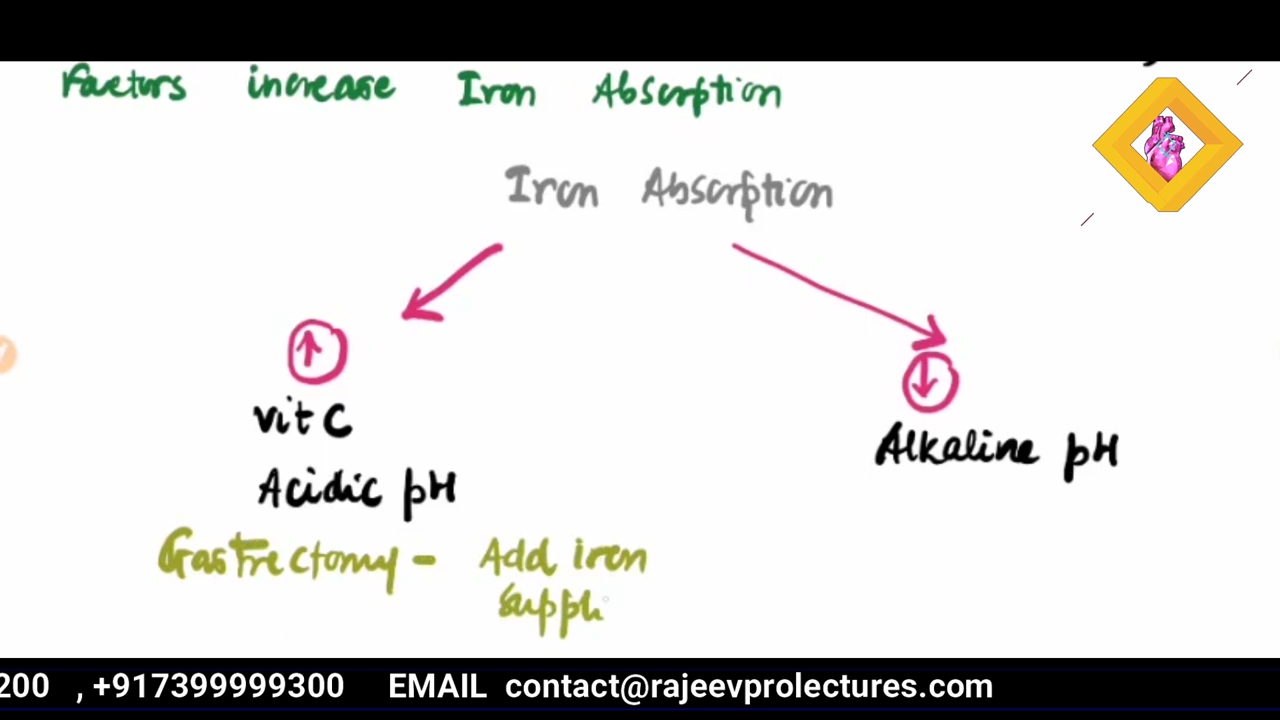 Factors increase Iron Absorption
Iron Absorption
↑
↓
vit C
Alkaline pH
Acidic pH
Gastrectomy - Add iron
suppl
200 , +917399999300 EMAIL contact@rajeevprolectures.com